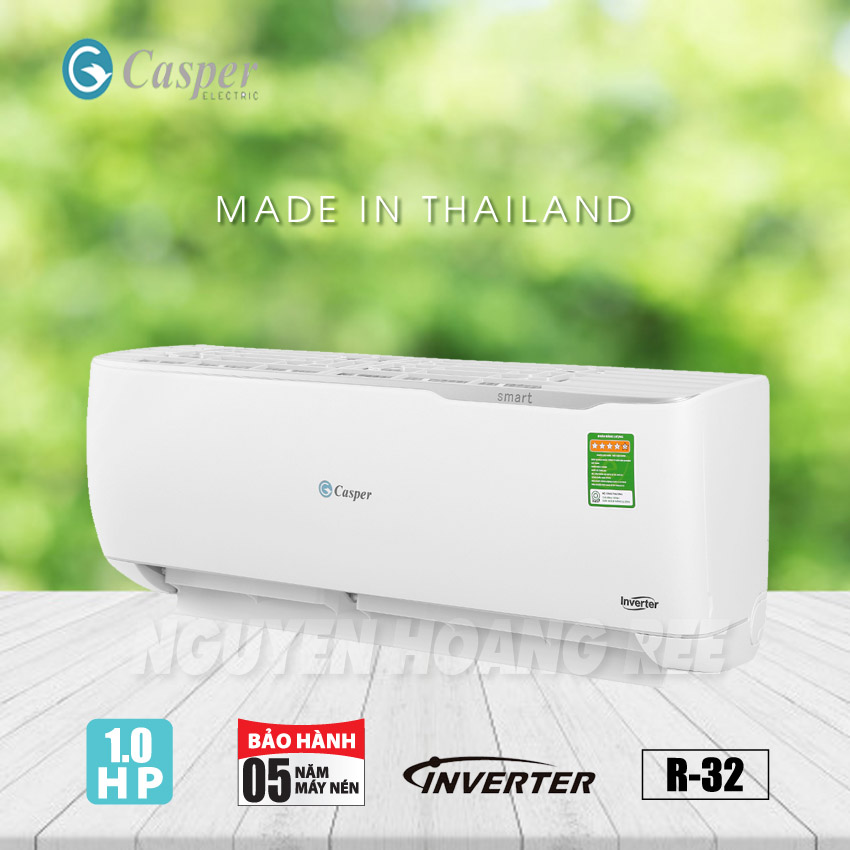 Casper
ELECTRIC
MADE IN THAILAND
smart
Casper
Inverter
NGUYEN HOANG REE
1.0
HP
BẢO HÀNH
05 NĂM
MÁY NÉN
INVERTER
R-32